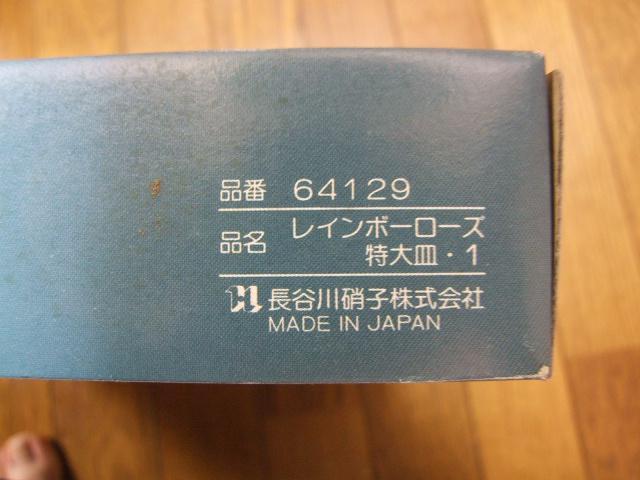 品番 64129
品名 レインボーローズ
特大皿・1
長谷川硝子株式会社
MADE IN JAPAN